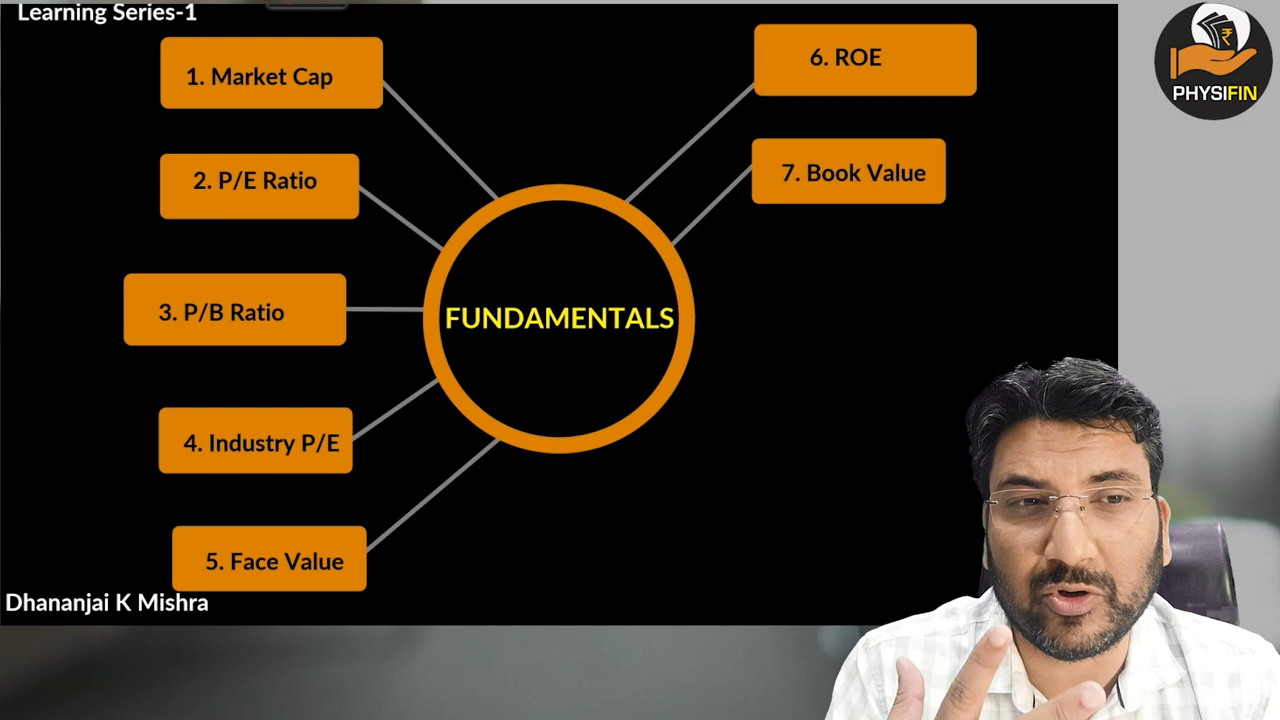 Learning Series-1
1. Market Cap
2. P/E Ratio
3. P/B Ratio
4. Industry P/E
5. Face Value
FUNDAMENTALS
6. ROE
7. Book Value
Dhananjai K Mishra
₹
PHYSIFIN